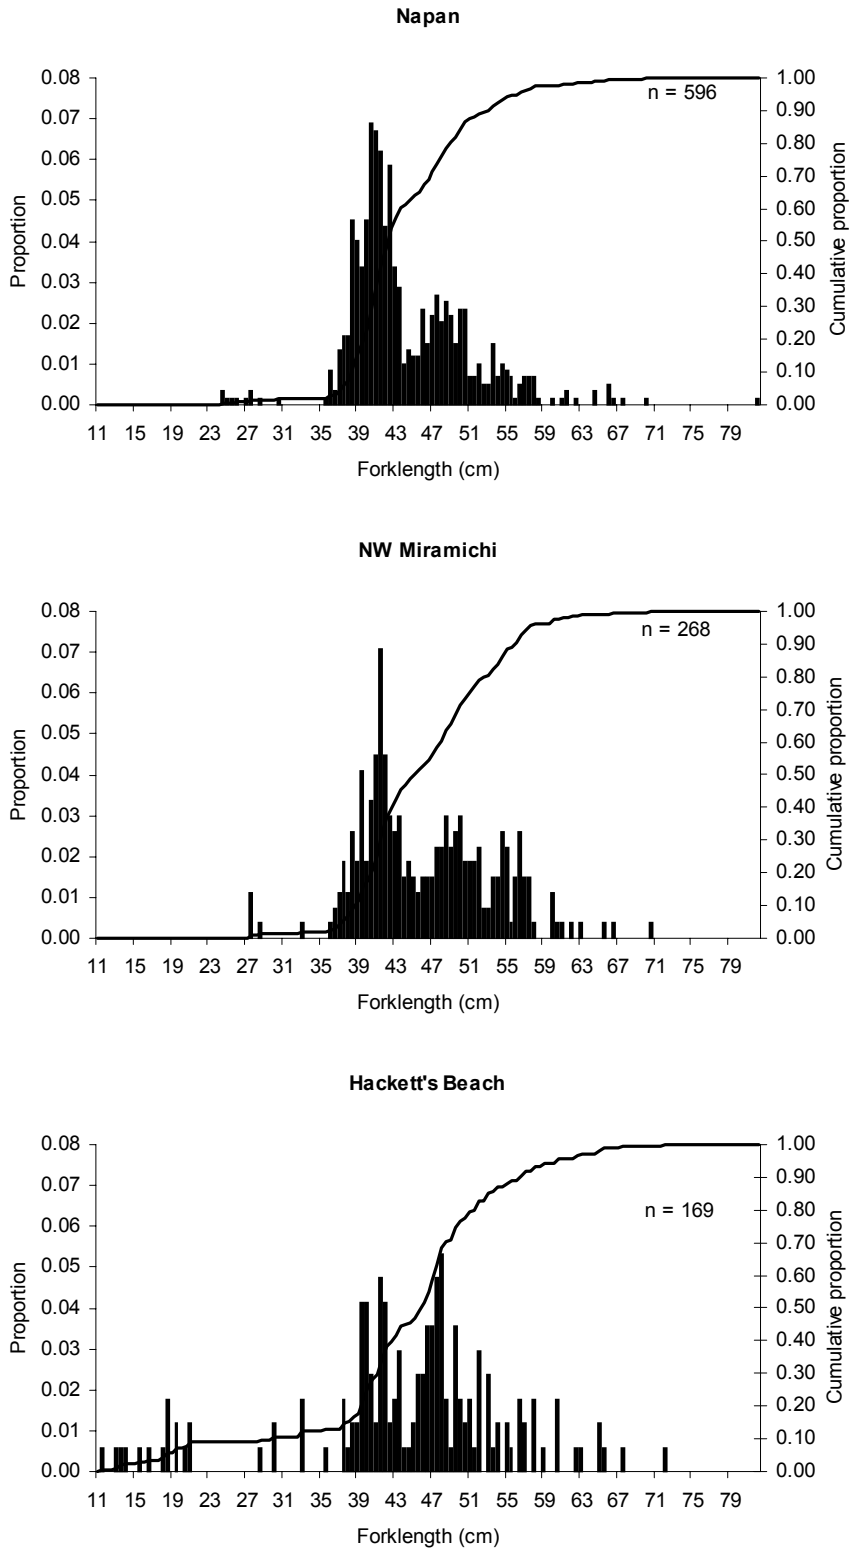 Napan
0.08 1.00
n = 596
0.07 0.90
0.80
0.06 0.70
0.05 0.60
0.04 0.50
0.03 0.40
0.30
0.02 0.20
0.01 0.10
0.00 0.00
Proportion
Cumulative proportion
11 15 19 23 27 31 35 39 43 47 51 55 59 63 67 71 75 79
Forklength (cm)
NW Miramichi
0.08 1.00
n = 268
0.07 0.90
0.80
0.06 0.70
0.05 0.60
0.04 0.50
0.03 0.40
0.30
0.02 0.20
0.01 0.10
0.00 0.00
Proportion
Cumulative proportion
11 15 19 23 27 31 35 39 43 47 51 55 59 63 67 71 75 79
Forklength (cm)
Hackett's Beach
0.08 1.00
0.07 0.90
0.80
n = 169
0.06 0.70
0.05 0.60
0.04 0.50
0.03 0.40
0.30
0.02 0.20
0.01 0.10
0.00 0.00
Proportion
Cumulative proportion
11 15 19 23 27 31 35 39 43 47 51 55 59 63 67 71 75 79
Forklength (cm)